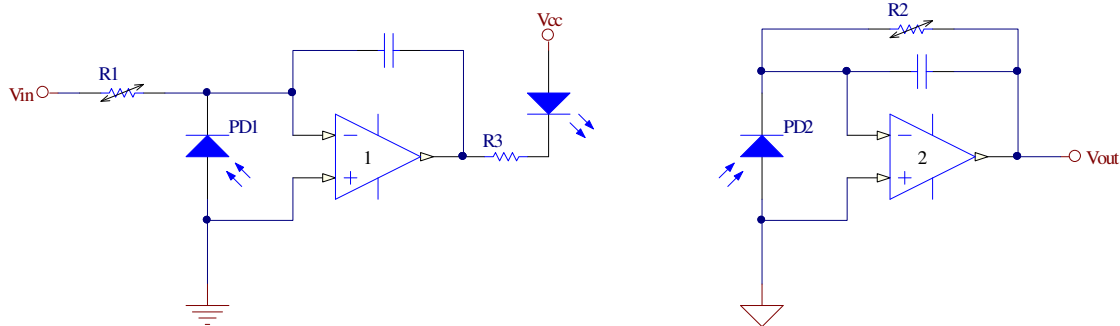 Vcc
R2
R1
Vin
PD1
−
1
+
R3
PD2
−
2
+
Vout